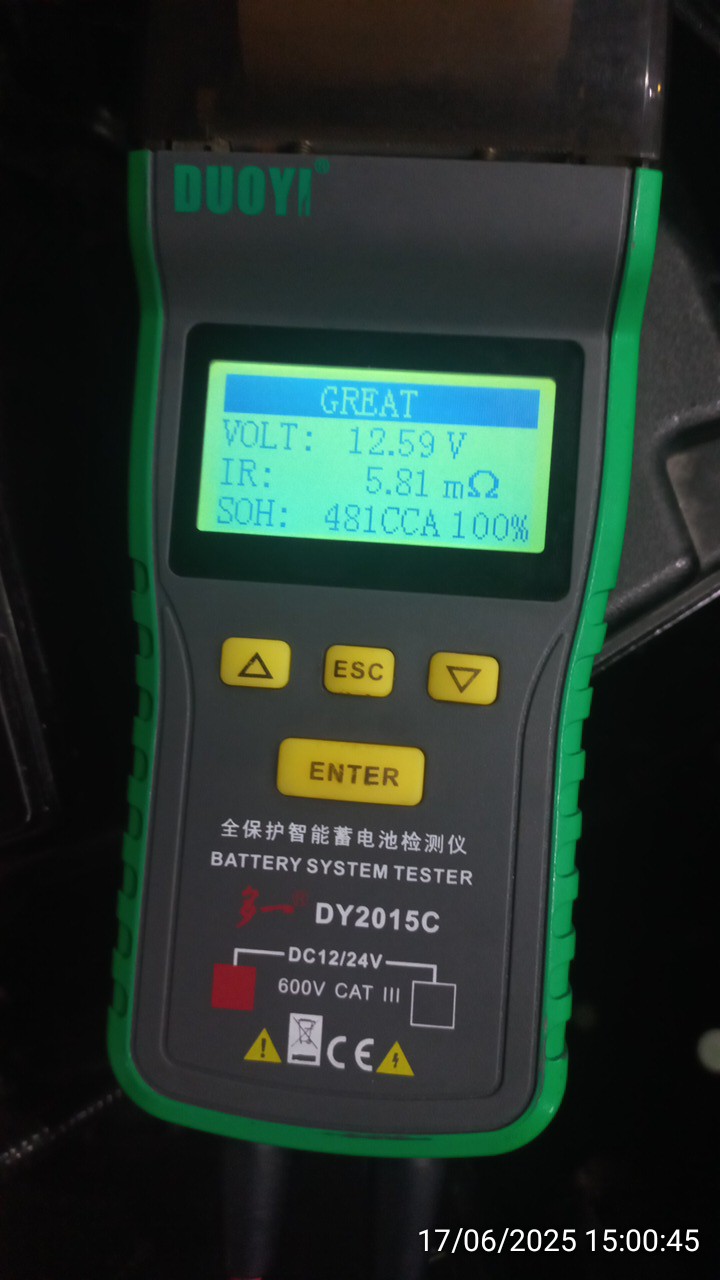 DUOYI®
GREAT
VOLT: 12.59 V
IR: 5.81 mΩ
SOH: 481CCA 100%
ESC
ENTER
全保护智能蓄电池检测仪
BATTERY SYSTEM TESTER
多一® DY2015C
DC12/24V
600V CAT III
CE
17/06/2025 15:00:45